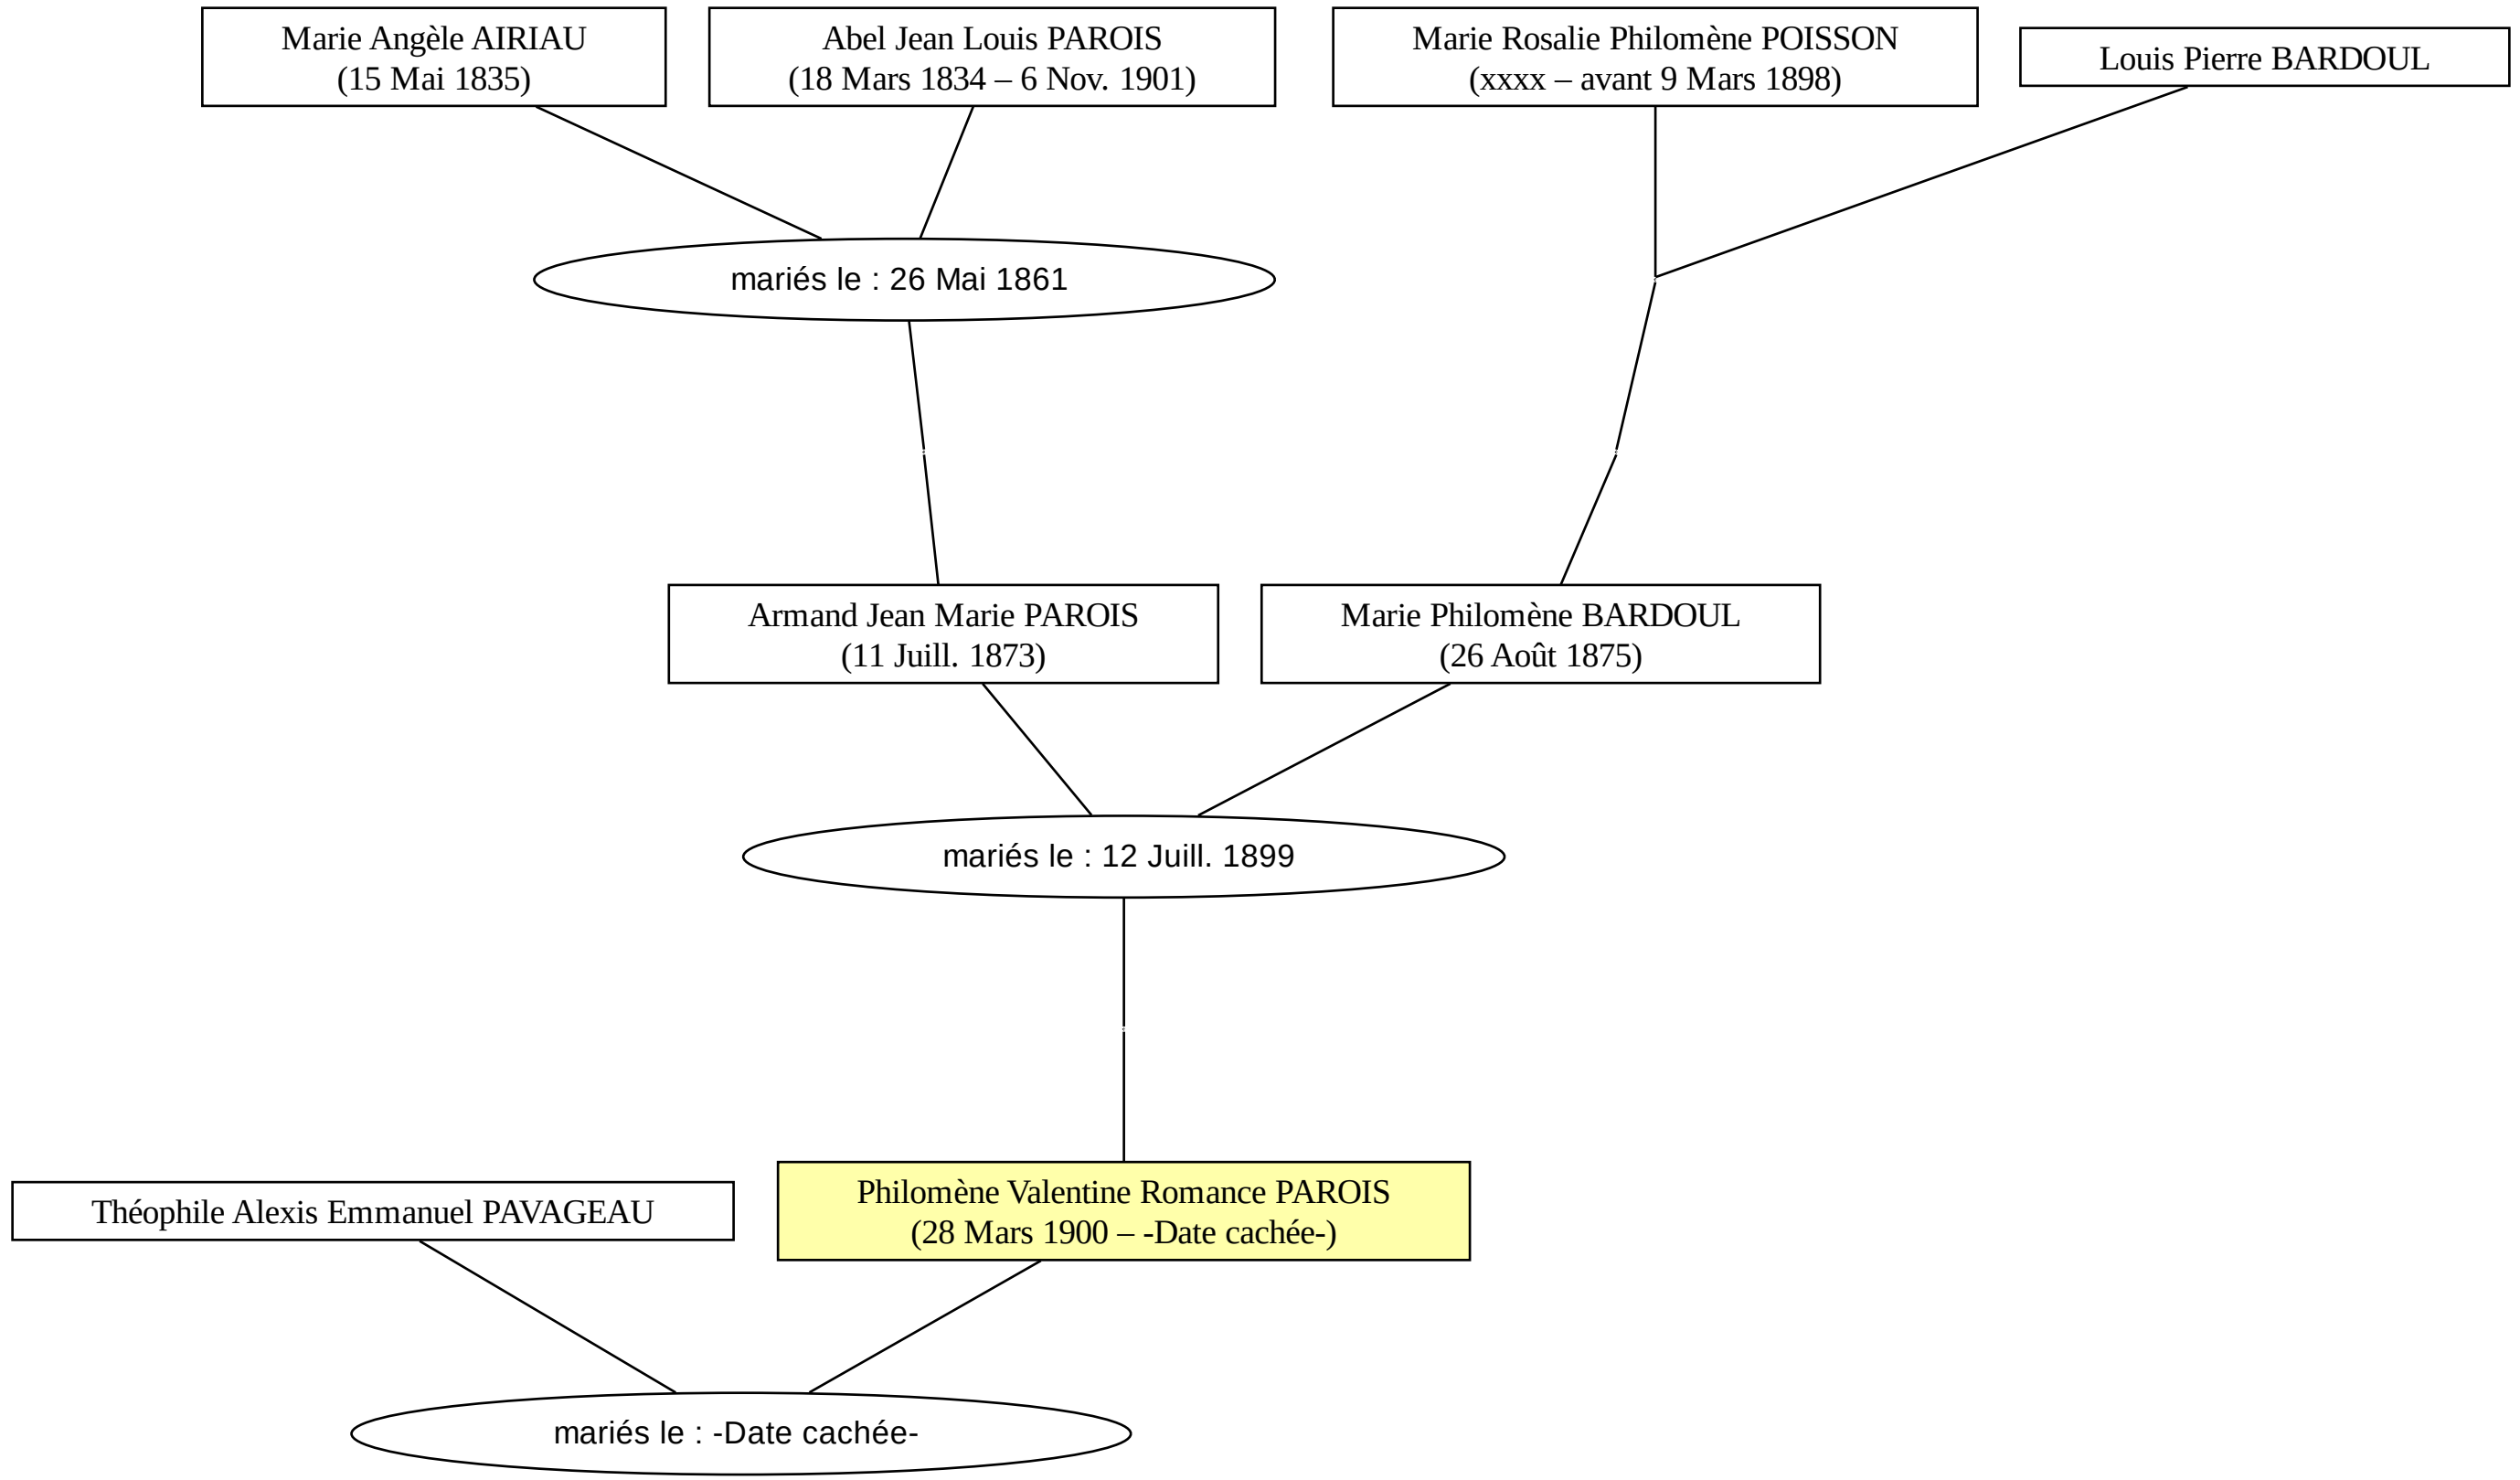 Marie Angèle AIRIAU
(15 Mai 1835)
Abel Jean Louis PAROIS
(18 Mars 1834 – 6 Nov. 1901)
Marie Rosalie Philomène POISSON
(xxxx – avant 9 Mars 1898)
Louis Pierre BARDOUL
mariés le : 26 Mai 1861
Armand Jean Marie PAROIS
(11 Juill. 1873)
Marie Philomène BARDOUL
(26 Août 1875)
mariés le : 12 Juill. 1899
Théophile Alexis Emmanuel PAVAGEAU
Philomène Valentine Romance PAROIS
(28 Mars 1900 – -Date cachée-)
mariés le : -Date cachée-